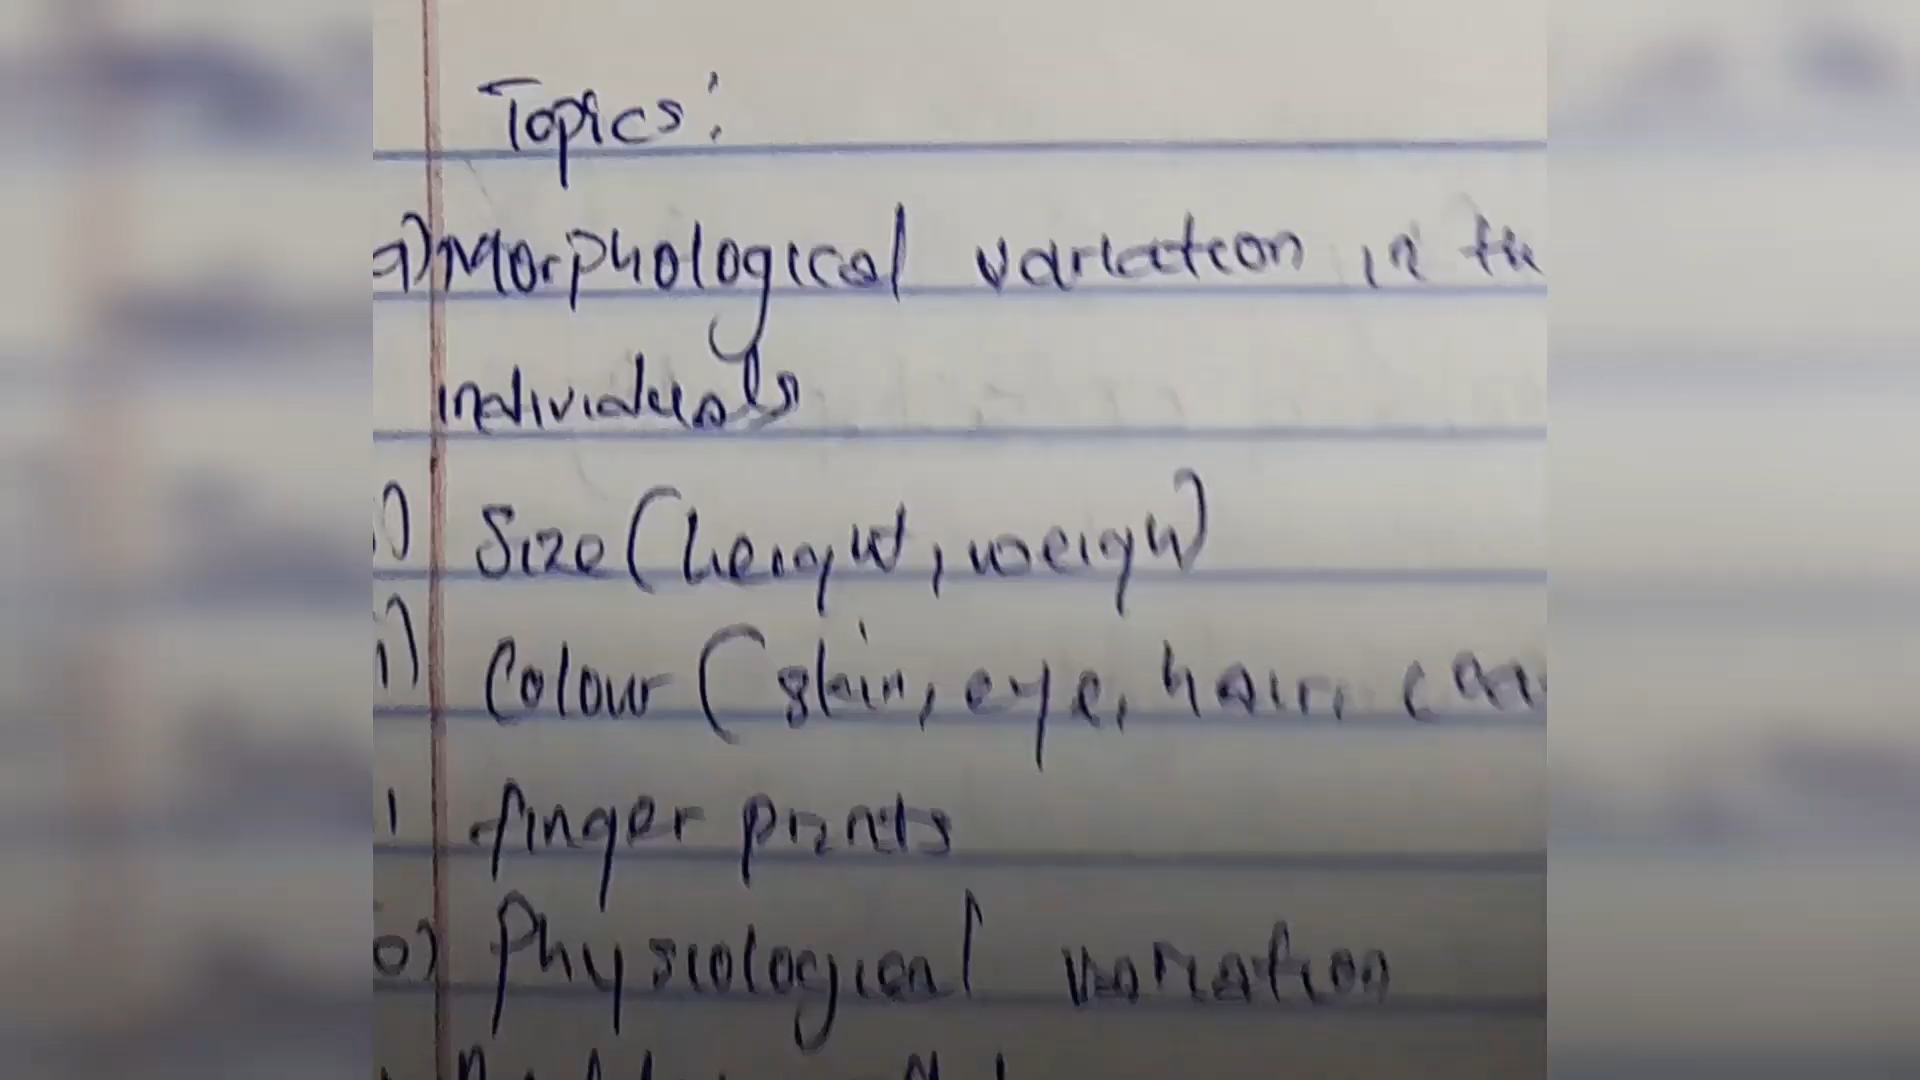 Topics:
a) Morphological variation in the
individuals
i) Size (height, weight)
ii) Colour (skin, eye, hair,
finger prints
b) Physiological variation